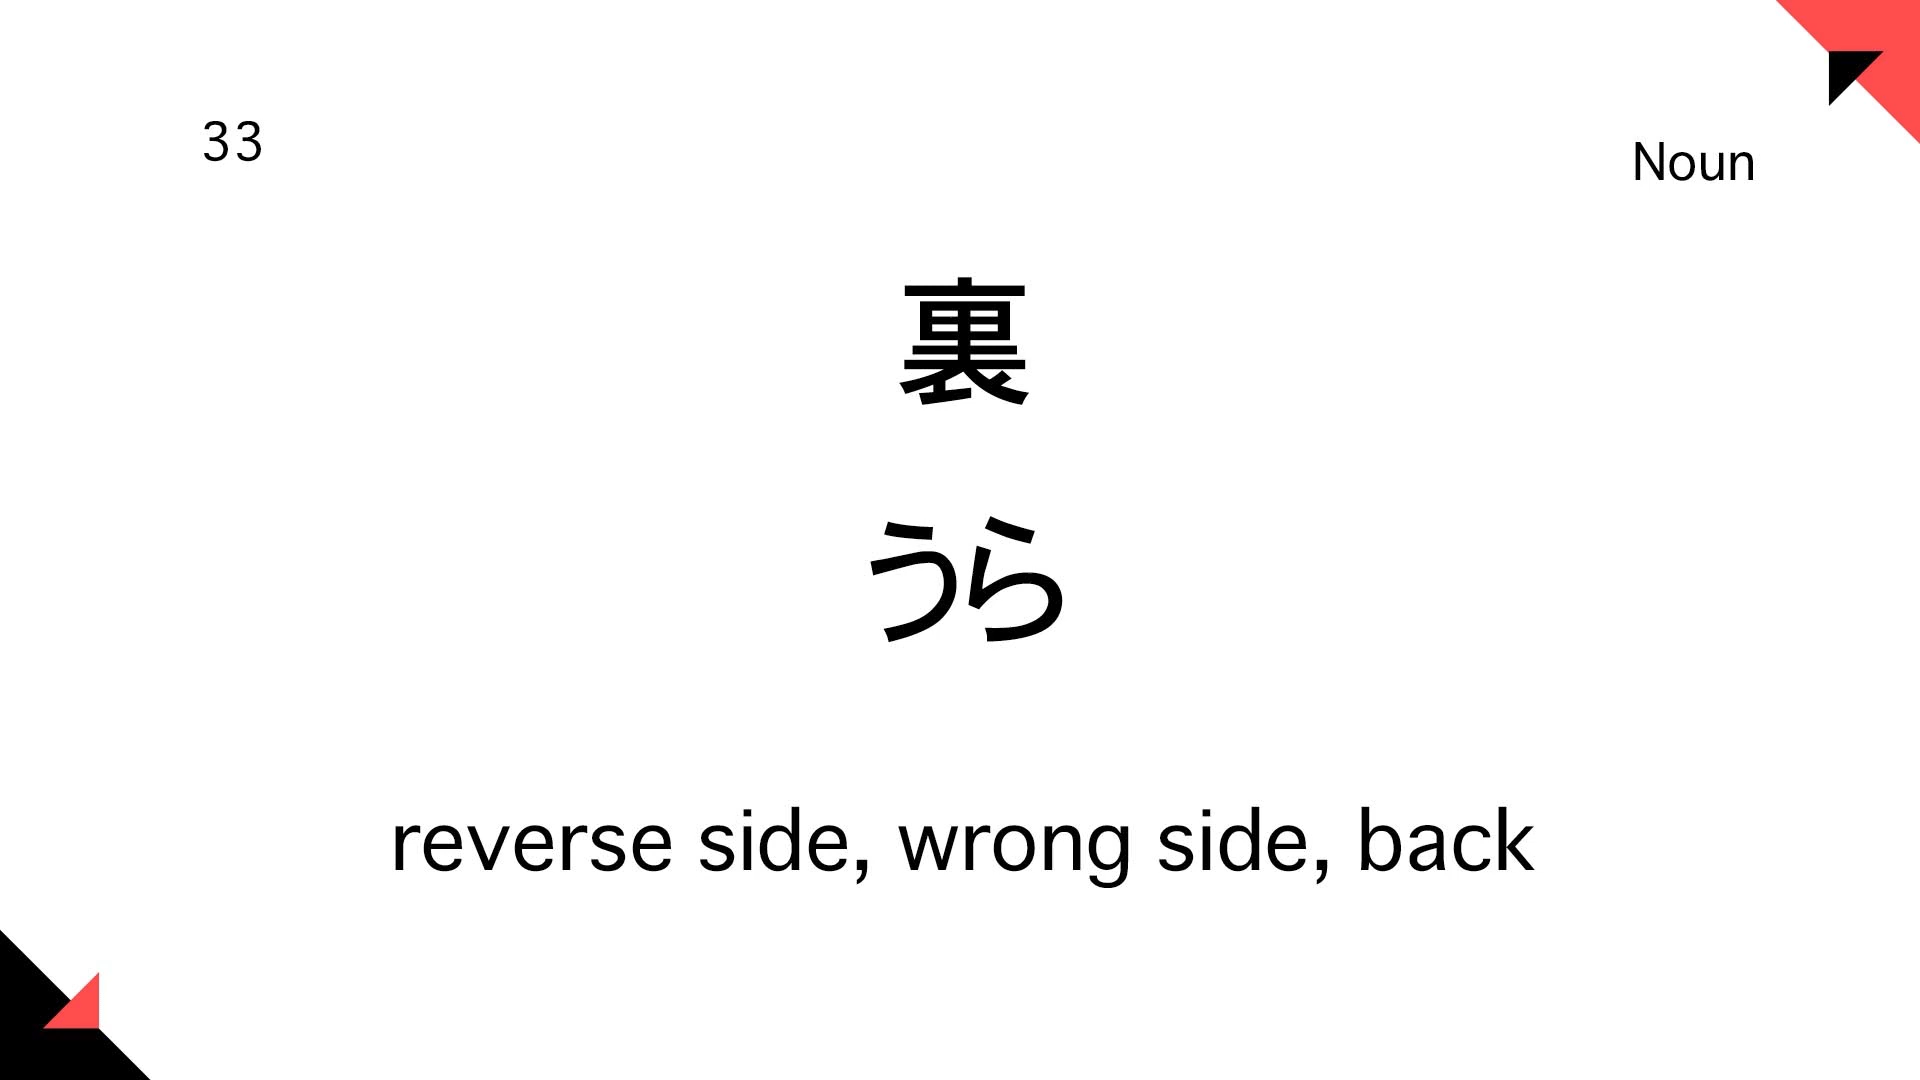 33
Noun
裏
うら
reverse side, wrong side, back